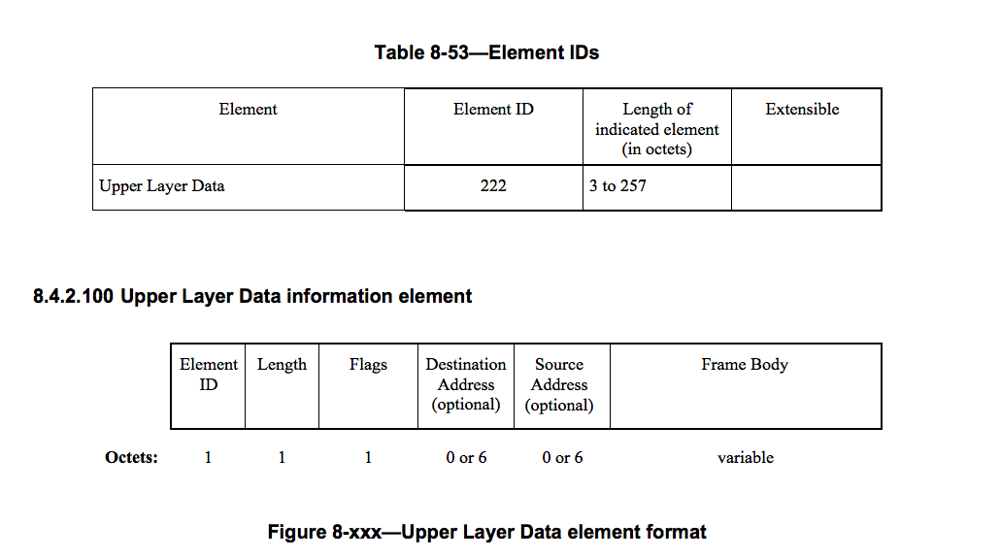 Table 8-53—Element IDs
Element
Element ID
Length of
indicated element
(in octets)
Extensible
Upper Layer Data
222
3 to 257
8.4.2.100 Upper Layer Data information element
Element
ID
Length
Flags
Destination
Address
(optional)
Source
Address
(optional)
Frame Body
Octets:
1
1
1
0 or 6
0 or 6
variable
Figure 8-xxx—Upper Layer Data element format